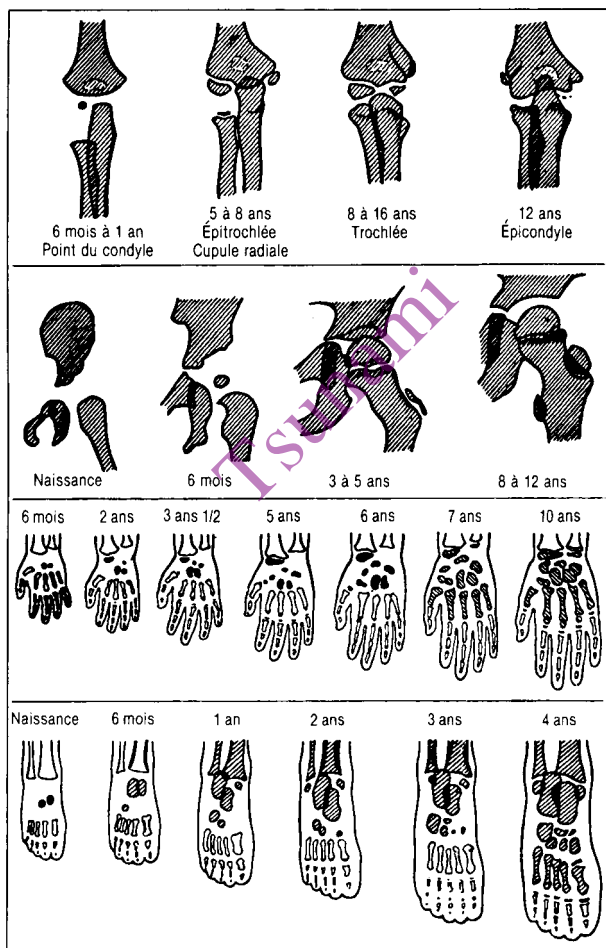 6 mois à 1 an
Point du condyle
5 à 8 ans
Épitrochlée
Cupule radiale
8 à 16 ans
Trochlée
12 ans
Épicondyle
Naissance
6 mois
3 à 5 ans
8 à 12 ans
6 mois
2 ans
3 ans 1/2
5 ans
6 ans
7 ans
10 ans
Naissance
6 mois
1 an
2 ans
3 ans
4 ans
Tsunami